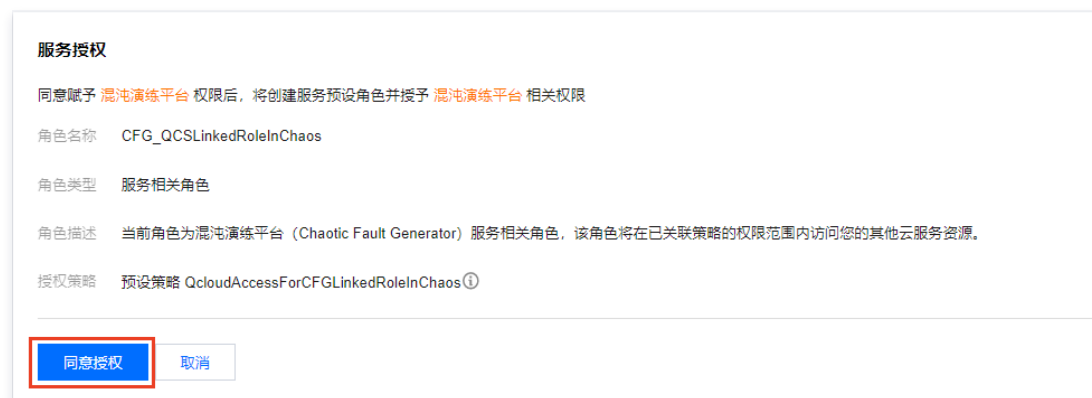 服务授权
同意赋予 混沌演练平台 权限后，将创建服务预设角色并授予 混沌演练平台 相关权限
角色名称 CFG_QCSLinkedRoleInChaos
角色类型 服务相关角色
角色描述 当前角色为混沌演练平台（Chaotic Fault Generator）服务相关角色，该角色将在已关联策略的权限范围内访问您的其他云服务资源。
授权策略 预设策略 QcloudAccessForCFGLinkedRoleInChaos
同意授权 取消